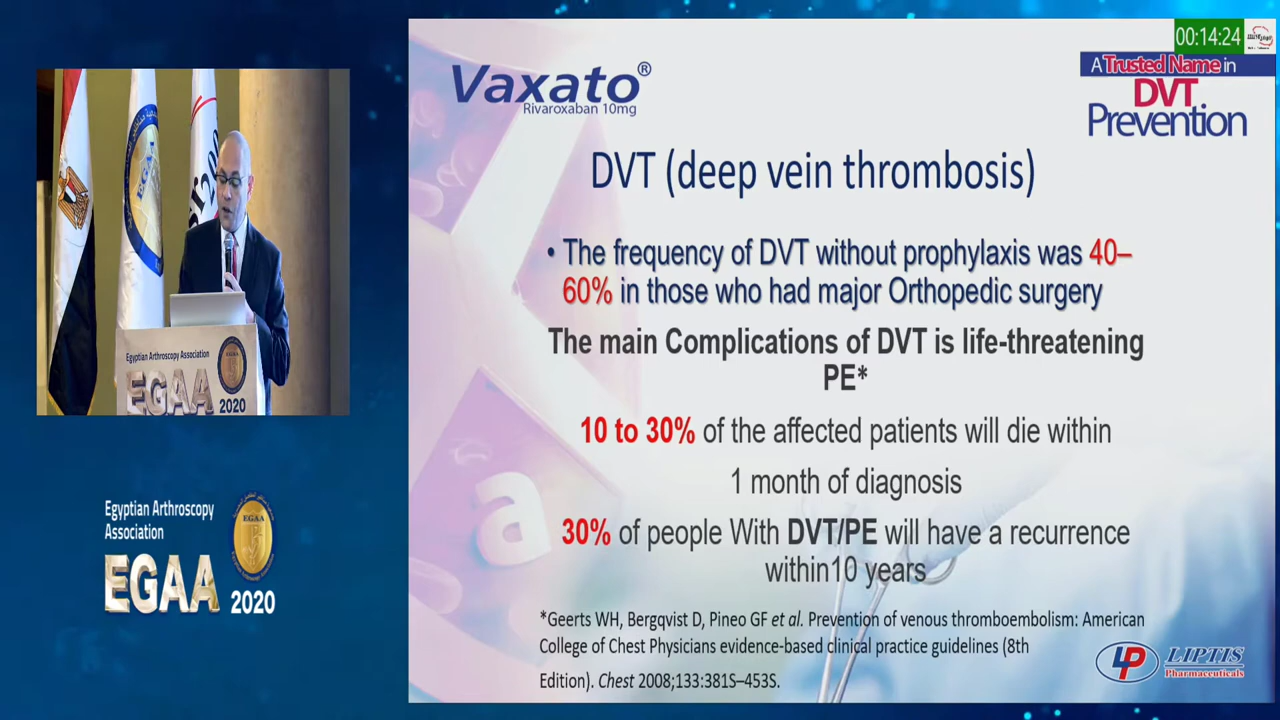 00:14:24
Vaxato®
Rivaroxaban 10mg
A Trusted Name in
DVT
Prevention
DVT (deep vein thrombosis)
• The frequency of DVT without prophylaxis was 40–
60% in those who had major Orthopedic surgery
The main Complications of DVT is life-threatening
PE*
10 to 30% of the affected patients will die within
1 month of diagnosis
30% of people With DVT/PE will have a recurrence
within10 years
*Geerts WH, Bergqvist D, Pineo GF et al. Prevention of venous thromboembolism: American
College of Chest Physicians evidence-based clinical practice guidelines (8th
Edition). Chest 2008;133:381S–453S.
LP
LIPTIS
Pharmaceuticals
Egyptian Arthroscopy Association
EGAA
2020
Egyptian Arthroscopy
Association
EGAA
EGAA
2020